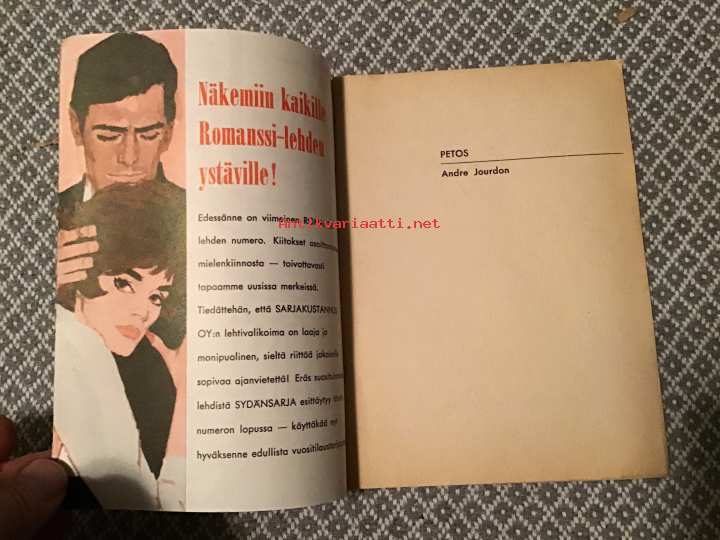 Näkemiin kaikille
Romanssi-lehden
ystäville!
Edessänne on viimeinen
lehden numero. Kiitokset
mielenkiinnosta — toivottavasti
tapaamme uusissa merkeissä.
Tiedättehän, että SARJAKUSTANNUS
OY:n lehtivalikoima on laaja ja
monipuolinen, sieltä riittää jokaiselle
sopivaa ajanvietettä! Eräs
lehdistä SYDÄNSARJA esittäytyy
numeron lopussa — käyttäkää
hyväksenne edullista
Antikvariaatti.net
PETOS
Andre Jourdon